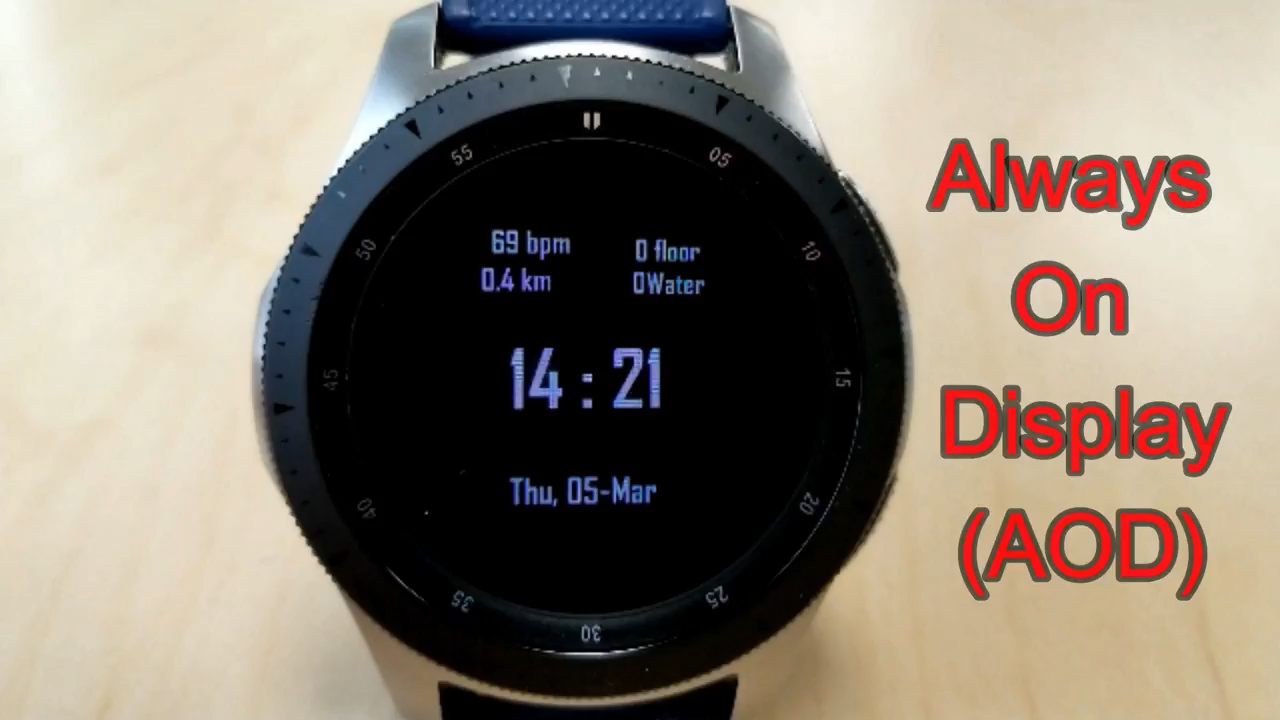 55
05
50
10
69 bpm
0 floor
0.4 km
0Water
45
14 : 21
15
Thu, 05-Mar
40
20
35
25
30
Always
On
Display
(AOD)